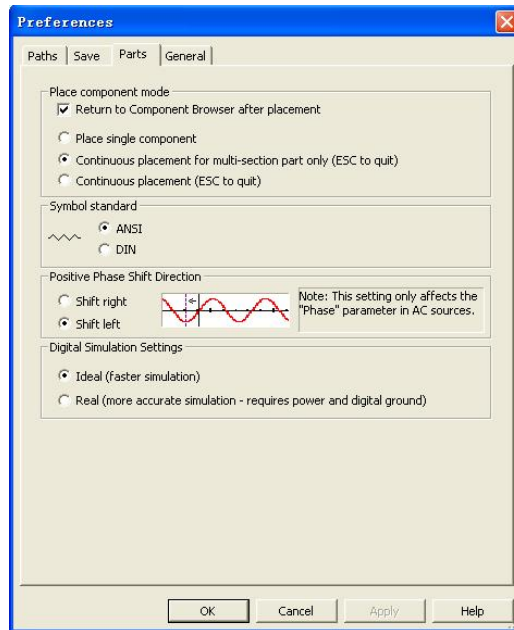 Preferences
Paths Save Parts General
Place component mode
Return to Component Browser after placement
Place single component
Continuous placement for multi-section part only (ESC to quit)
Continuous placement (ESC to quit)
Symbol standard
ANSI
DIN
Positive Phase Shift Direction
Shift right
Shift left
Note: This setting only affects the
"Phase" parameter in AC sources.
Digital Simulation Settings
Ideal (faster simulation)
Real (more accurate simulation - requires power and digital ground)
OK Cancel Apply Help